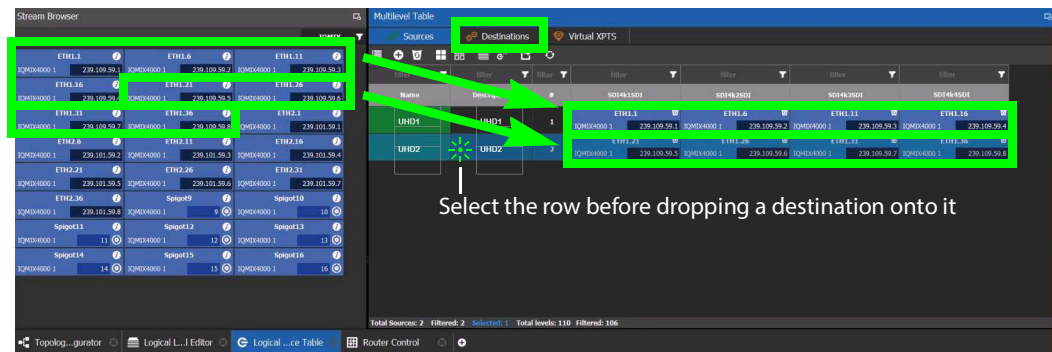 Stream Browser
IQMIX
ETH1.1 ETH1.6 ETH1.11
IQMIX4000 1 239.109.59.1 IQMIX4000 1 239.109.59.2 IQMIX4000 1 239.109.59.3
ETH1.16 ETH1.21 ETH1.26
IQMIX4000 1 239.109.59.4 IQMIX4000 1 239.109.59.5 IQMIX4000 1 239.109.59.6
ETH1.31 ETH1.36 ETH2.1
IQMIX4000 1 239.109.59.7 IQMIX4000 1 239.109.59.8 IQMIX4000 1 239.101.59.1
ETH2.6 ETH2.11 ETH2.16
IQMIX4000 1 239.101.59.2 IQMIX4000 1 239.101.59.3 IQMIX4000 1 239.101.59.4
ETH2.21 ETH2.26 ETH2.31
IQMIX4000 1 239.101.59.5 IQMIX4000 1 239.101.59.6 IQMIX4000 1 239.101.59.7
ETH2.36 Spigot9 Spigot10
IQMIX4000 1 239.101.59.8 IQMIX4000 1 9 IQMIX4000 1 10
Spigot11 Spigot12 Spigot13
IQMIX4000 1 11 IQMIX4000 1 12 IQMIX4000 1 13
Spigot14 Spigot15 Spigot16
IQMIX4000 1 14 IQMIX4000 1 15 IQMIX4000 1 16
Multilevel Table
Sources Destinations Virtual XPTS
filter filter filter filter filter filter filter
Name # SDI4k1SDI SDI4k2SDI SDI4k3SDI SDI4k4SDI
ETH1.1 ETH1.6 ETH1.11 ETH1.16
UHD1 UHD1 1 IQMIX4000 1 239.109.59.1 IQMIX4000 1 239.109.59.2 IQMIX4000 1 239.109.59.3 IQMIX4000 1 239.109.59.4
ETH1.21 ETH1.26 ETH1.31 ETH1.36
UHD2 UHD2 2 IQMIX4000 1 239.109.59.5 IQMIX4000 1 239.109.59.6 IQMIX4000 1 239.109.59.7 IQMIX4000 1 239.109.59.8
Select the row before dropping a destination onto it
Total Sources: 2 Filtered: 2 Selected: 1 Total levels: 110 Filtered: 106
Topolog...gurator Logical L...l Editor Logical ...ce Table Router Control